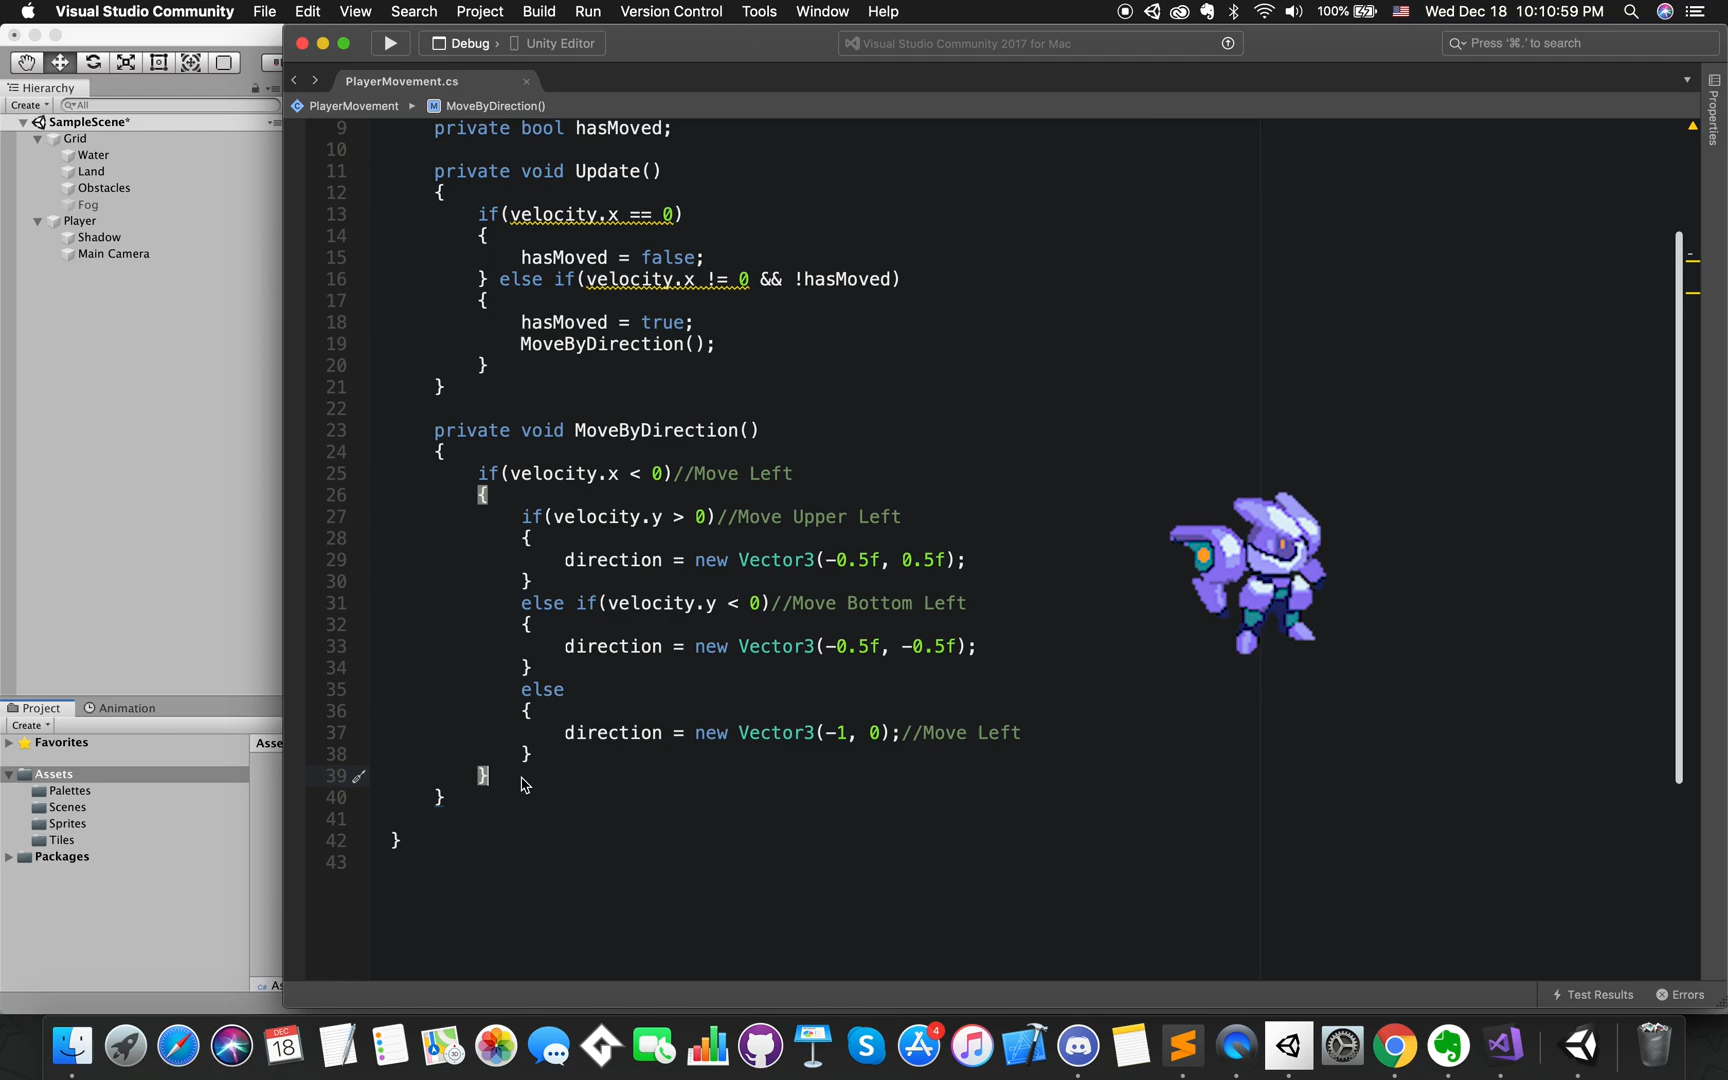 Visual Studio Community File Edit View Search Project Build Run Version Control Tools Window Help 100% Wed Dec 18 10:10:59 PM
Debug › Unity Editor
Visual Studio Community 2017 for Mac
Press '⌘.' to search
Hierarchy
Create All
SampleScene*
Grid
Water
Land
Obstacles
Fog
Player
Shadow
Main Camera
PlayerMovement.cs
PlayerMovement ▸ M MoveByDirection()
Properties
9 private bool hasMoved;
10
11 private void Update()
12 {
13 if(velocity.x == 0)
14 {
15 hasMoved = false;
16 } else if(velocity.x != 0 && !hasMoved)
17 {
18 hasMoved = true;
19 MoveByDirection();
20 }
21 }
22
23 private void MoveByDirection()
24 {
25 if(velocity.x < 0)//Move Left
26 {
27 if(velocity.y > 0)//Move Upper Left
28 {
29 direction = new Vector3(-0.5f, 0.5f);
30 }
31 else if(velocity.y < 0)//Move Bottom Left
32 {
33 direction = new Vector3(-0.5f, -0.5f);
34 }
35 else
36 {
37 direction = new Vector3(-1, 0);//Move Left
38 }
39 }
40 }
41
42 }
43
Project Animation
Create
Favorites
Asse
Assets
Palettes
Scenes
Sprites
Tiles
Packages
c# As
Test Results Errors
DEC
18
4